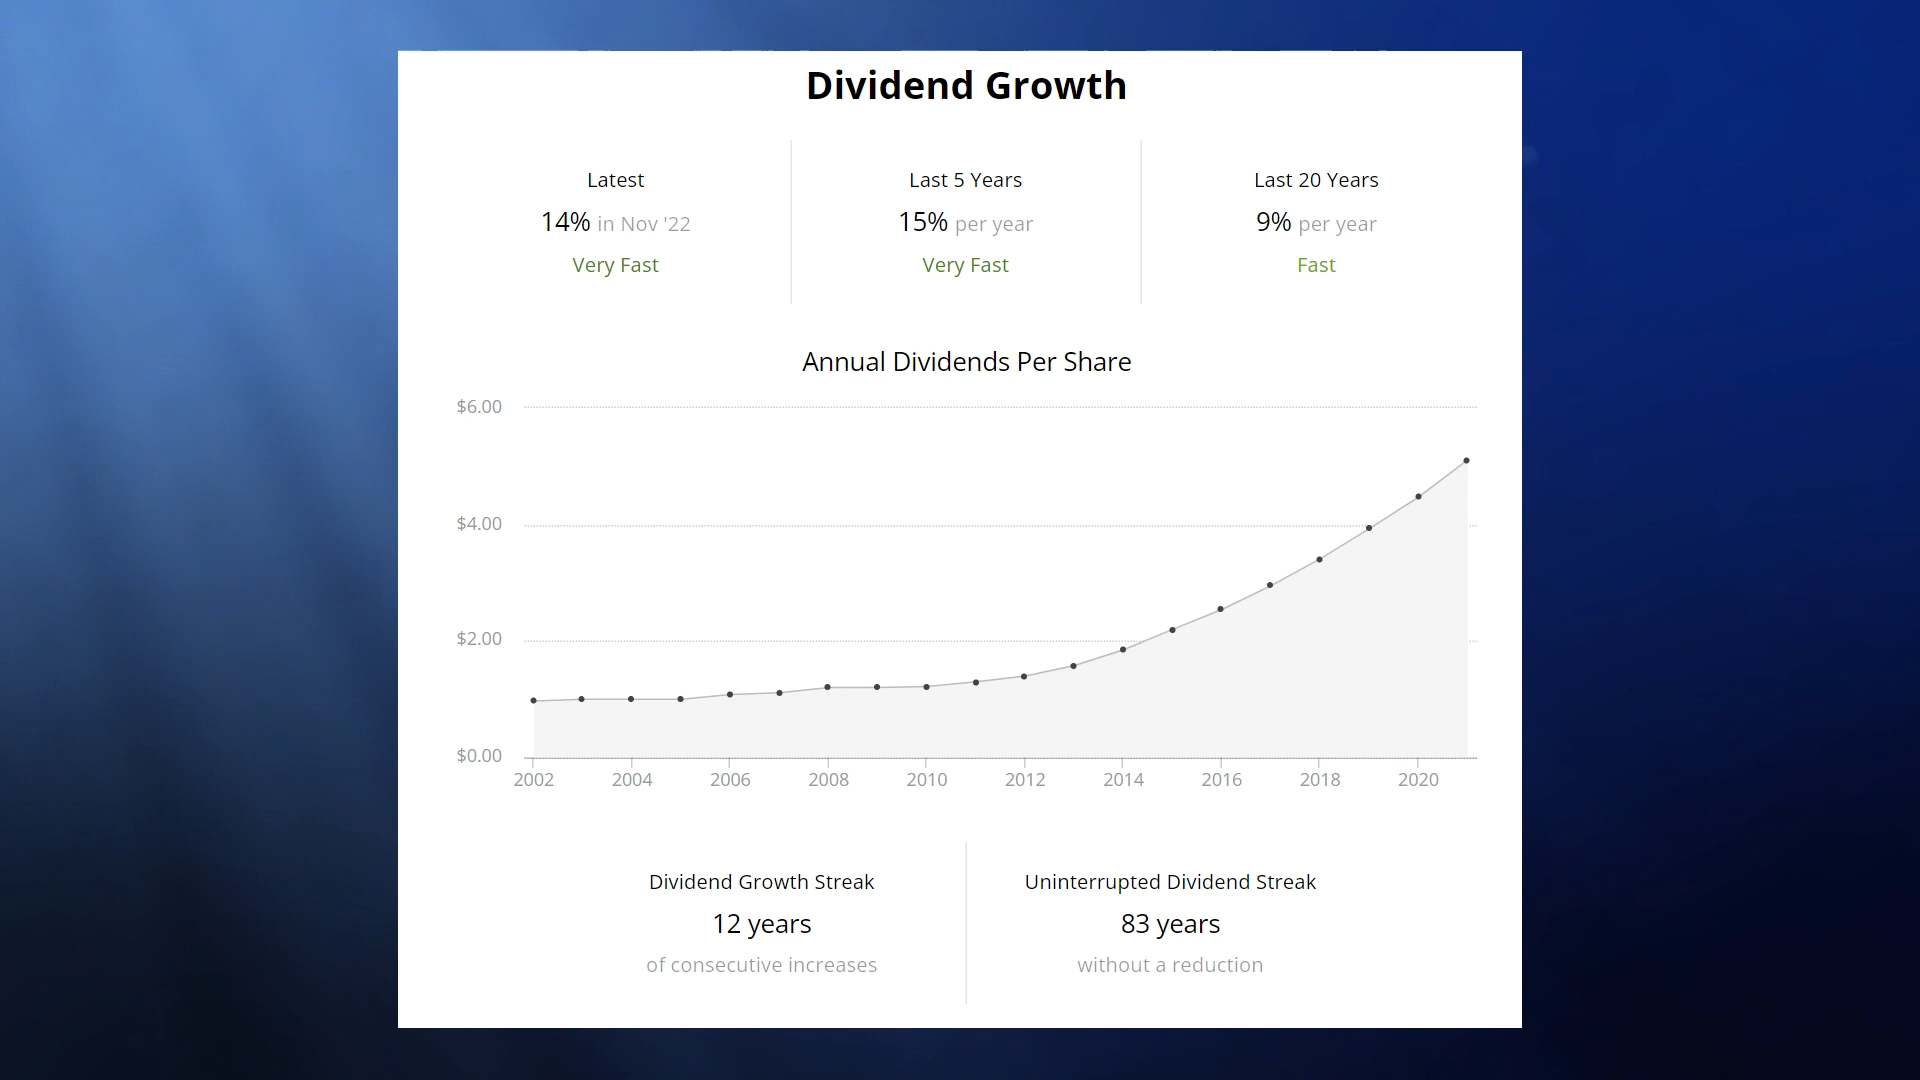 Dividend Growth
Latest
14% in Nov '22
Very Fast
Last 5 Years
15% per year
Very Fast
Last 20 Years
9% per year
Fast
Annual Dividends Per Share
$6.00
$4.00
$2.00
$0.00
2002 2004 2006 2008 2010 2012 2014 2016 2018 2020
Dividend Growth Streak
12 years
of consecutive increases
Uninterrupted Dividend Streak
83 years
without a reduction